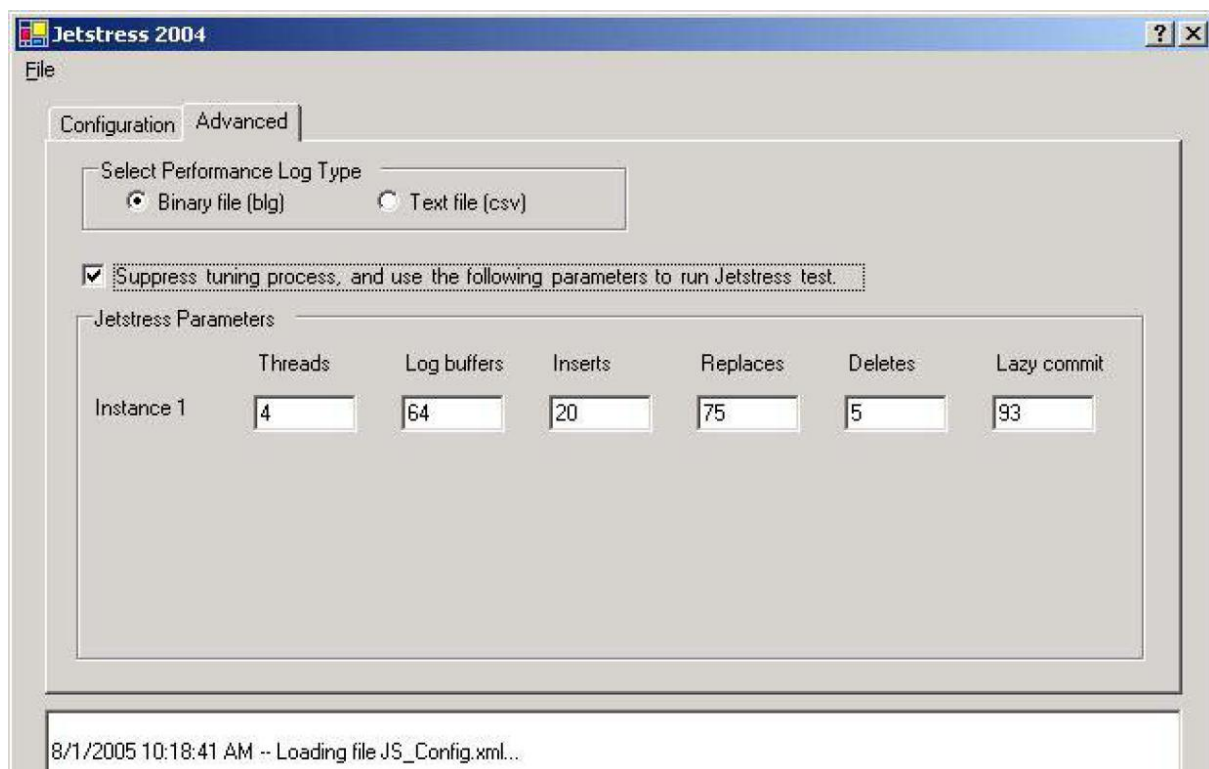 Jetstress 2004
File
Configuration Advanced
Select Performance Log Type
Binary file (blg) Text file (csv)
Suppress tuning process, and use the following parameters to run Jetstress test.
Jetstress Parameters
Threads Log buffers Inserts Replaces Deletes Lazy commit
Instance 1 4 64 20 75 5 93
8/1/2005 10:18:41 AM -- Loading file JS_Config.xml...